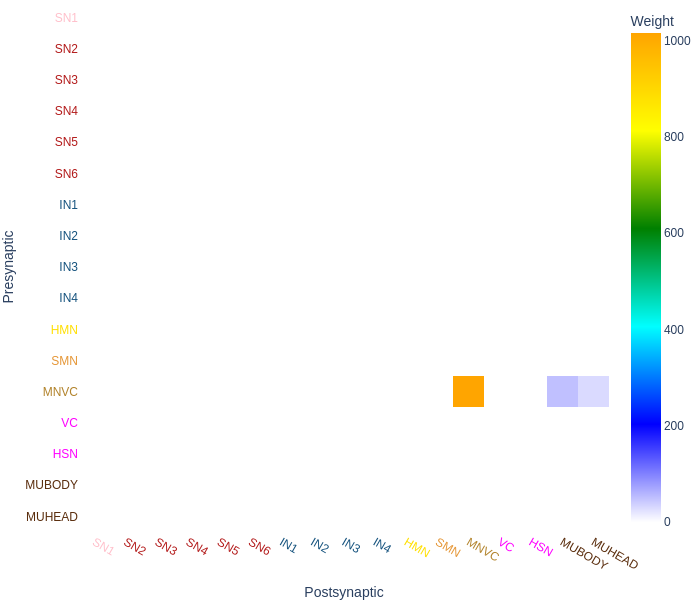 Weight
SN1
SN2
SN3
SN4
SN5
SN6
IN1
IN2
IN3
IN4
HMN
SMN
MNVC
VC
HSN
MUBODY
MUHEAD
Presynaptic
1000
800
600
400
200
0
SN1 SN2 SN3 SN4 SN5 SN6 IN1 IN2 IN3 IN4 HMN SMN MNVC VC HSN MUBODY MUHEAD
Postsynaptic